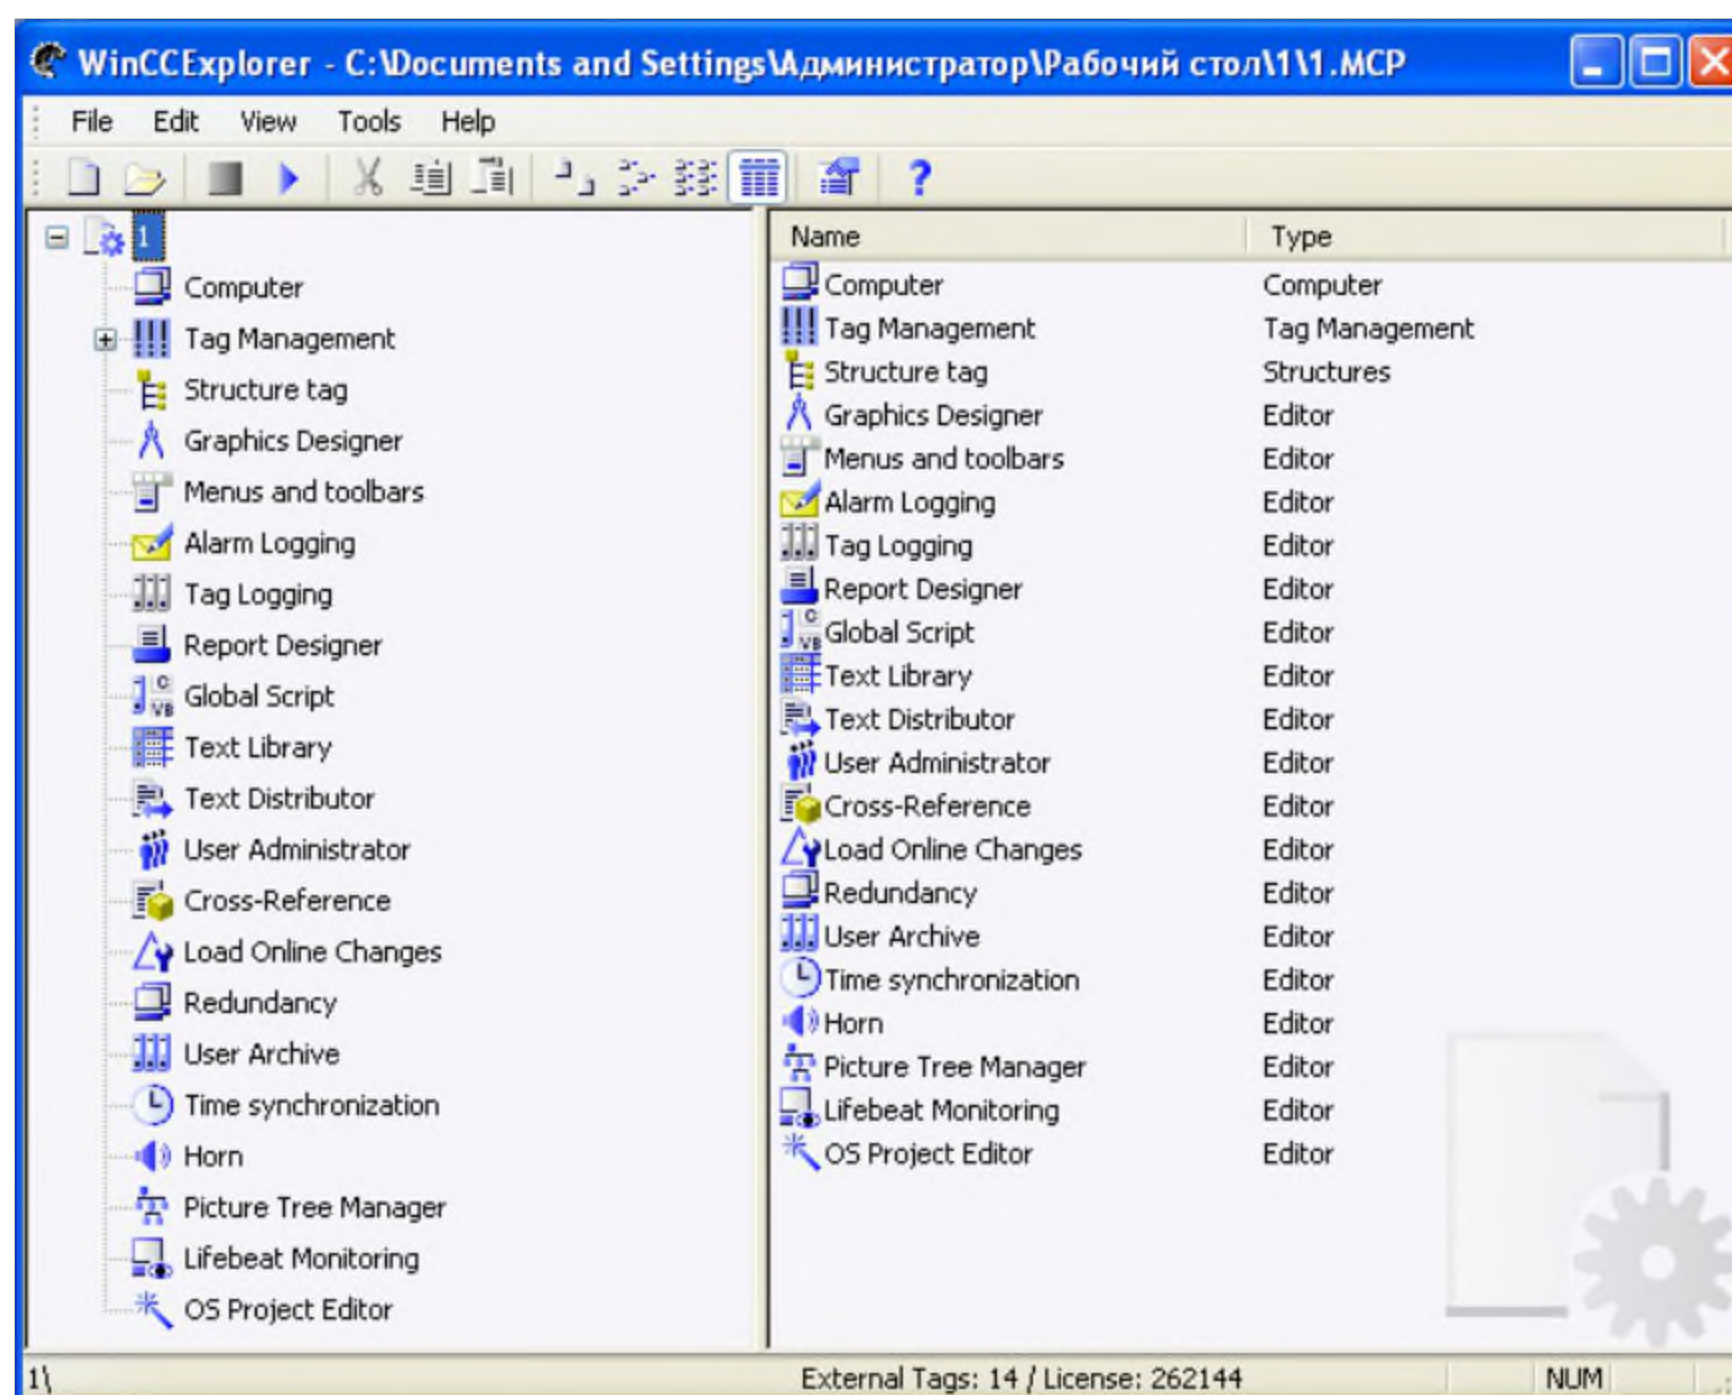 WinCCExplorer - C:\Documents and Settings\Администратор\Рабочий стол\1\1.MCP
File Edit View Tools Help
1
Computer
Tag Management
Structure tag
Graphics Designer
Menus and toolbars
Alarm Logging
Tag Logging
Report Designer
Global Script
Text Library
Text Distributor
User Administrator
Cross-Reference
Load Online Changes
Redundancy
User Archive
Time synchronization
Horn
Picture Tree Manager
Lifebeat Monitoring
OS Project Editor
Name Type
Computer Computer
Tag Management Tag Management
Structure tag Structures
Graphics Designer Editor
Menus and toolbars Editor
Alarm Logging Editor
Tag Logging Editor
Report Designer Editor
Global Script Editor
Text Library Editor
Text Distributor Editor
User Administrator Editor
Cross-Reference Editor
Load Online Changes Editor
Redundancy Editor
User Archive Editor
Time synchronization Editor
Horn Editor
Picture Tree Manager Editor
Lifebeat Monitoring Editor
OS Project Editor Editor
1\ External Tags: 14 / License: 262144 NUM